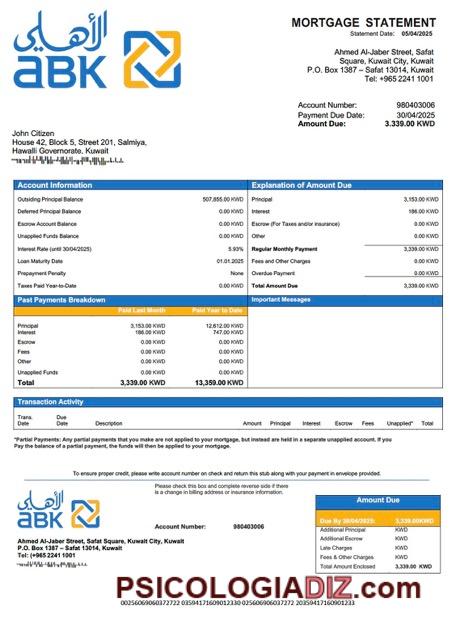 الأهلي
ABK
MORTGAGE STATEMENT
Statement Date: 05/04/2025
Ahmed Al-Jaber Street, Safat
Square, Kuwait City, Kuwait
P.O. Box 1387 – Safat 13014, Kuwait
Tel: +965 2241 1001
Account Number: 980403006
Payment Due Date: 30/04/2025
Amount Due: 3.339.00 KWD
John Citizen
House 42, Block 5, Street 201, Salmiya,
Hawalli Governorate, Kuwait
Account Information
Outsiding Principal Balance 507,855.00 KWD
Deferred Principal Balance 0.00 KWD
Escrow Account Balance 0.00 KWD
Unapplied Funds Balance 0.00 KWD
Interest Rate (until 30/04/2025) 5.93%
Loan Maturity Date 01.01.2025
Prepayment Penalty None
Taxes Paid Year-to-Date 0.00 KWD
Explanation of Amount Due
Principal 3,153.00 KWD
Interest 186.00 KWD
Escrow (For Taxes and/or insurance) 0.00 KWD
Other 0.00 KWD
Regular Monthly Payment 3,339.00 KWD
Fees and Other Charges 0.00 KWD
Overdue Payment 0.00 KWD
Total Amount Due 3,339.00 KWD
Past Payments Breakdown
Paid Last Month Paid Year to Date
Principal 3,153.00 KWD 12,612.00 KWD
Interest 186.00 KWD 747.00 KWD
Escrow 0.00 KWD 0.00 KWD
Fees 0.00 KWD 0.00 KWD
Other 0.00 KWD 0.00 KWD
Unapplied Funds 0.00 KWD 0.00 KWD
Total 3,339.00 KWD 13,359.00 KWD
Important Messages
Transaction Activity
Trans. Date Due Date Description Amount Principal Interest Escrow Fees Unapplied* Total
*Partial Payments: Any partial payments that you make are not applied to your mortgage, but instead are held in a separate unapplied account. If you
Pay the balance of a partial payment, the funds will then be applied to your mortgage.
To ensure proper credit, please write account number on check and return this stub along with your payment in envelope provided.
الأهلي
ABK
Please check this box and complete reverse side if there
is a change in billing address or insurance information.
Account Number: 980403006
Ahmed Al-Jaber Street, Safat Square, Kuwait City, Kuwait
P.O. Box 1387 – Safat 13014, Kuwait
Tel: (+965 2241 1001
Amount Due
Due By 30/04/2025: 3,339.00KWD
Additional Principal KWD
Additional Escrow KWD
Late Charges KWD
Fees & Other Charges KWD
Total Amount Enclosed 3,339.00 KWD
PSICOLOGIADIZ.com
00256069060372722 0359417160901233 0256069060372722 0359417160901233